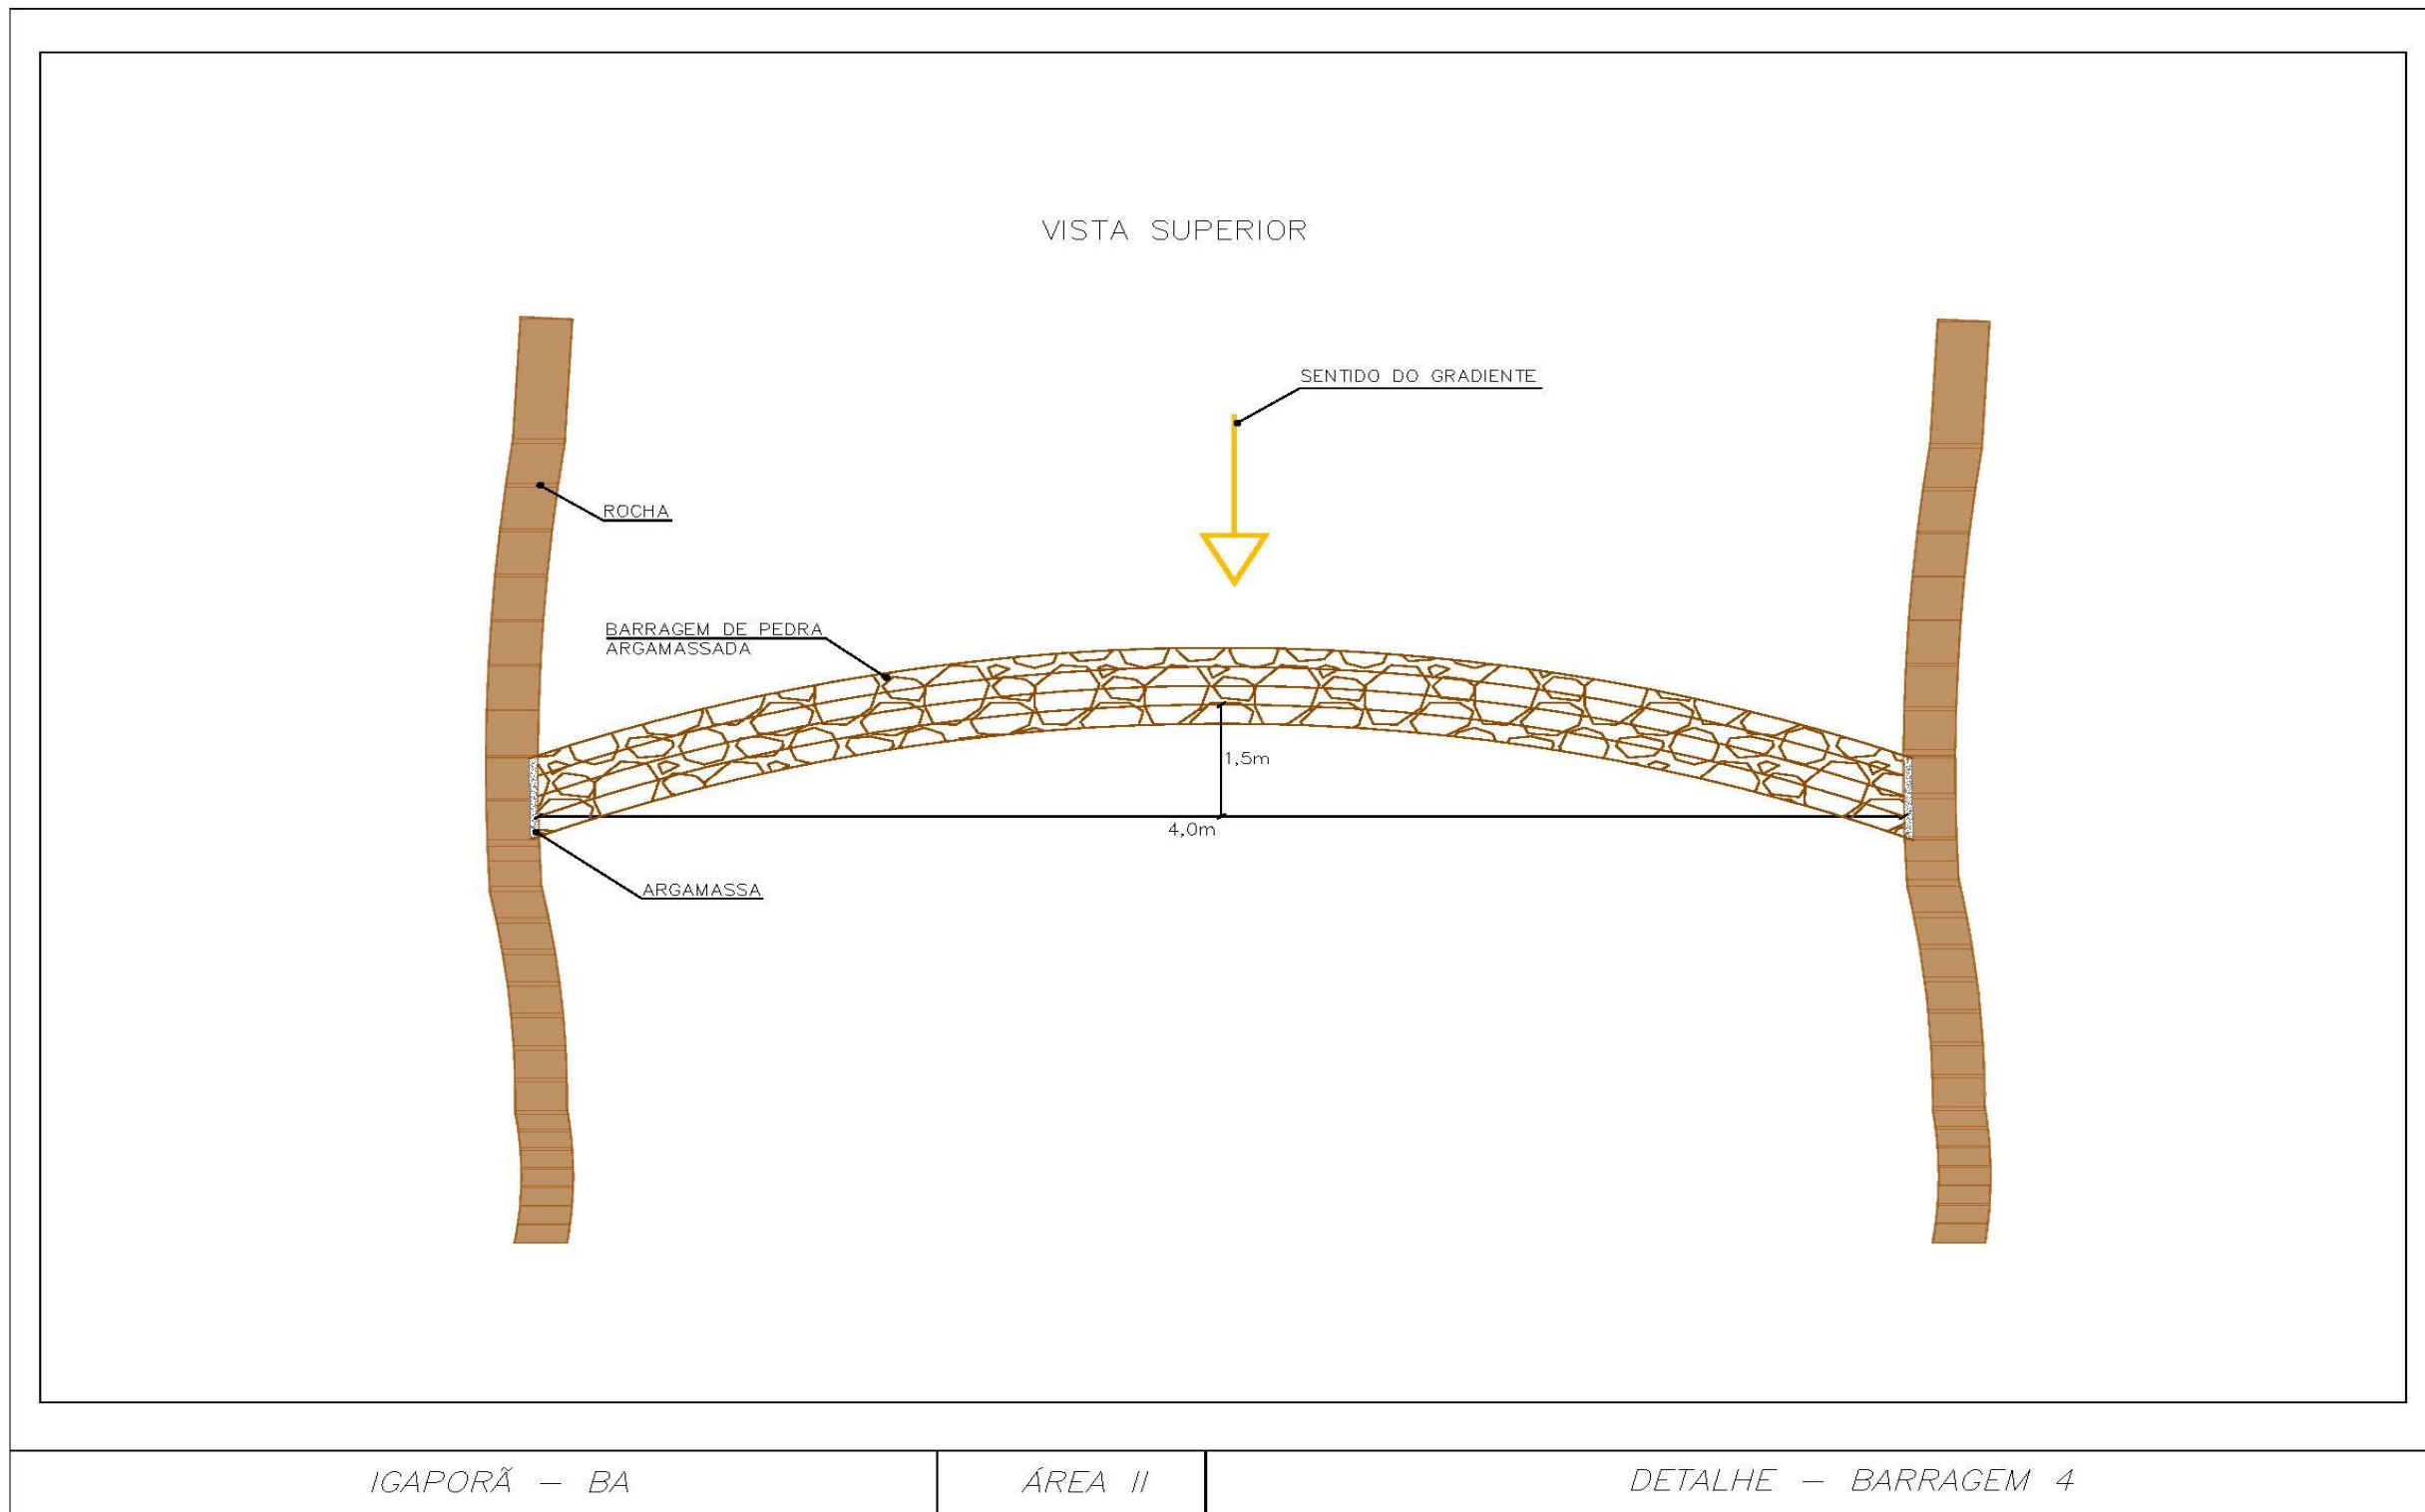 VISTA SUPERIOR
SENTIDO DO GRADIENTE
ROCHA
BARRAGEM DE PEDRA
ARGAMASSADA
1,5m
4,0m
ARGAMASSA
IGAPORÃ - BA
ÁREA II
DETALHE - BARRAGEM 4